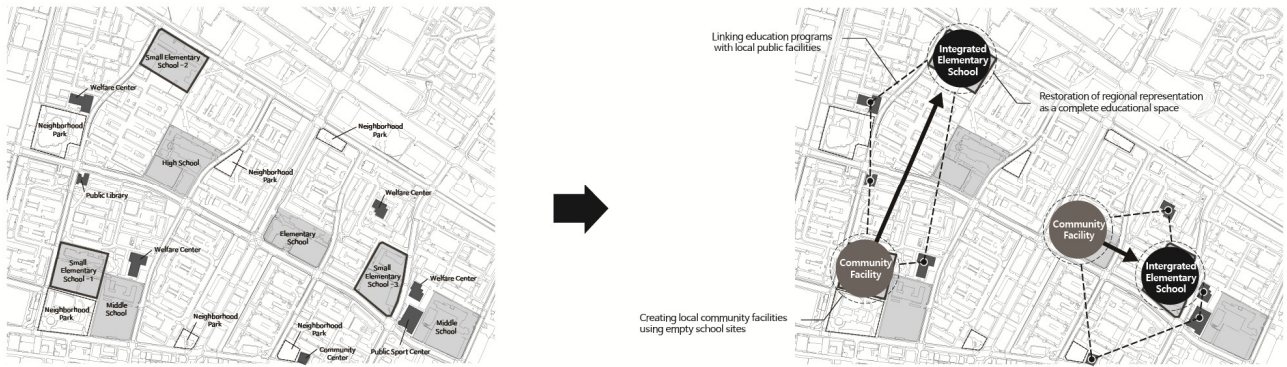 Small Elementary
School -2
Welfare Center
Neighborhood
Park
High School
Neighborhood
Park
Neighborhood
Park
Public Library
Welfare Center
Elementary
School
Welfare Center
Small
Elementary
School -1
Small
Elementary
School -3
Welfare Center
Neighborhood
Park
Middle
School
Neighborhood
Park
Neighborhood
Park
Community
Center
Public Sport Center
Middle
School
Linking education programs
with local public facilities
Integrated
Elementary
School
Restoration of regional representation
as a complete educational space
Community
Facility
Community
Facility
Intergrated
Elementary
School
Creating local community facilities
using empty school sites